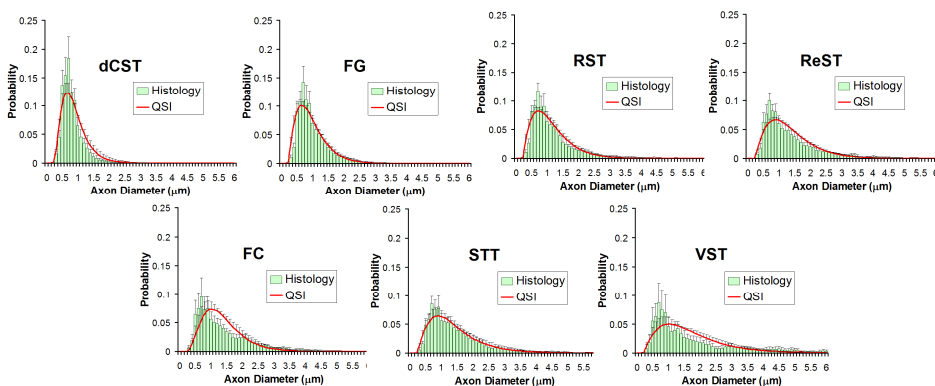 0.25
0.2
0.15
0.1
0.05
0
Probability
dCST
Histology
QSI
0 0.5 1 1.5 2 2.5 3 3.5 4 4.5 5 5.5 6
Axon Diameter (μm)
0.25
0.2
0.15
0.1
0.05
0
Probability
FG
Histology
QSI
0 0.5 1 1.5 2 2.5 3 3.5 4 4.5 5 5.5 6
Axon Diameter (μm)
0.25
0.2
0.15
0.1
0.05
0
Probability
RST
Histology
QSI
0 0.5 1 1.5 2 2.5 3 3.5 4 4.5 5 5.5 6
Axon Diameter (μm)
0.25
0.2
0.15
0.1
0.05
0
Probability
ReST
Histology
QSI
0 0.5 1 1.5 2 2.5 3 3.5 4 4.5 5 5.5 6
Axon Diameter (μm)
0.25
0.2
0.15
0.1
0.05
0
Probability
FC
Histology
QSI
0 0.5 1 1.5 2 2.5 3 3.5 4 4.5 5 5.5
Axon Diameter (μm)
0.25
0.2
0.15
0.1
0.05
0
Probability
STT
Histology
QSI
0 0.5 1 1.5 2 2.5 3 3.5 4 4.5 5 5.5
Axon Diameter (μm)
0.25
0.2
0.15
0.1
0.05
0
Probability
VST
Histology
QSI
0 0.5 1 1.5 2 2.5 3 3.5 4 4.5 5 5.5 6
Axon Diameter (μm)